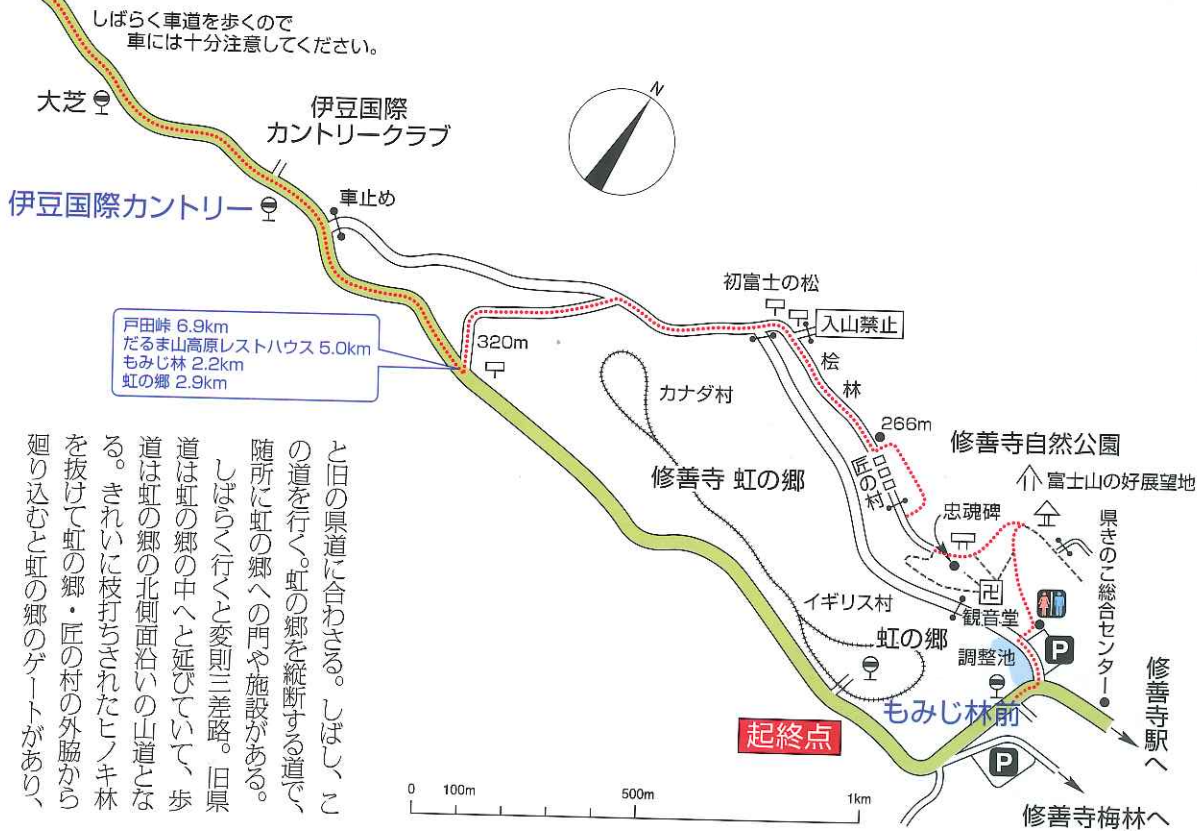 しばらく車道を歩くので
車には十分注意してください。
大芝
伊豆国際
カントリークラブ
N
伊豆国際カントリー
車止め
初富士の松
入山禁止
戸田峠 6.9km
だるま山高原レストハウス 5.0km
もみじ林 2.2km
虹の郷 2.9km
320m
桧林
カナダ村
266m
修善寺自然公園
匠の村
富士山の好展望地
修善寺 虹の郷
忠魂碑
県きのこ総合センター
卍
観音堂
イギリス村
虹の郷
調整池
P
修善寺駅へ
もみじ林前
起終点
P
修善寺梅林へ
0 100m 500m 1km
と旧の県道に合わさる。しばし、こ
の道を行く。虹の郷を縦断する道で、
随所に虹の郷への門や施設がある。
しばらく行くと変則三差路。旧県
道は虹の郷の中へと延びていて、歩
道は虹の郷の北側面沿いの山道とな
る。きれいに枝打ちされたヒノキ林
を抜けて虹の郷・匠の村の外脇から
廻り込むと虹の郷のゲートがあり、